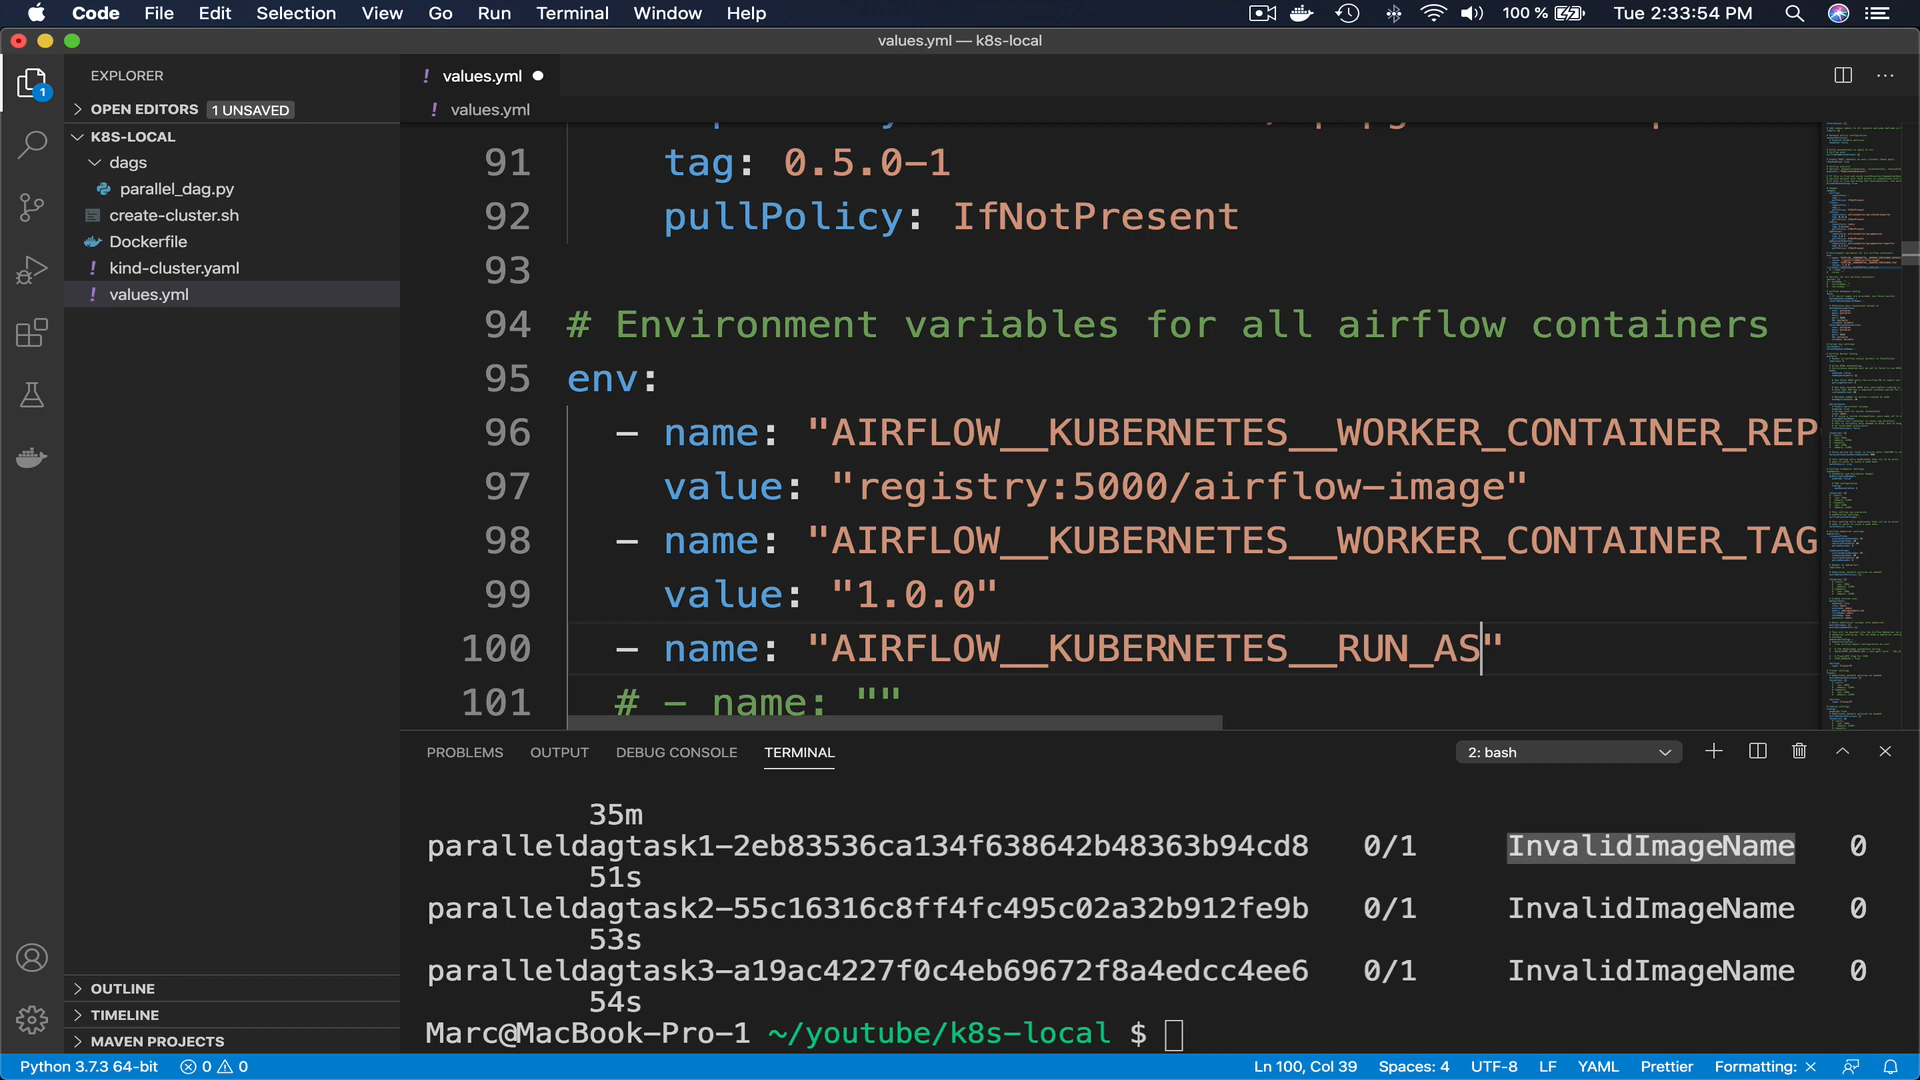 Code File Edit Selection View Go Run Terminal Window Help 100 % Tue 2:33:54 PM
values.yml — k8s-local
EXPLORER
OPEN EDITORS 1 UNSAVED
K8S-LOCAL
dags
parallel_dag.py
create-cluster.sh
Dockerfile
kind-cluster.yaml
values.yml
OUTLINE
TIMELINE
MAVEN PROJECTS
1
! values.yml
! values.yml
91 tag: 0.5.0-1
92 pullPolicy: IfNotPresent
93
94 # Environment variables for all airflow containers
95 env:
96 - name: "AIRFLOW__KUBERNETES__WORKER_CONTAINER_REP
97 value: "registry:5000/airflow-image"
98 - name: "AIRFLOW__KUBERNETES__WORKER_CONTAINER_TAG
99 value: "1.0.0"
100 - name: "AIRFLOW__KUBERNETES__RUN_AS"
101 # - name: ""
PROBLEMS OUTPUT DEBUG CONSOLE TERMINAL 2: bash
35m
paralleldagtask1-2eb83536ca134f638642b48363b94cd8 0/1 InvalidImageName 0
51s
paralleldagtask2-55c16316c8ff4fc495c02a32b912fe9b 0/1 InvalidImageName 0
53s
paralleldagtask3-a19ac4227f0c4eb69672f8a4edcc4ee6 0/1 InvalidImageName 0
54s
Marc@MacBook-Pro-1 ~/youtube/k8s-local $
Python 3.7.3 64-bit 0 0 Ln 100, Col 39 Spaces: 4 UTF-8 LF YAML Prettier Formatting: ×